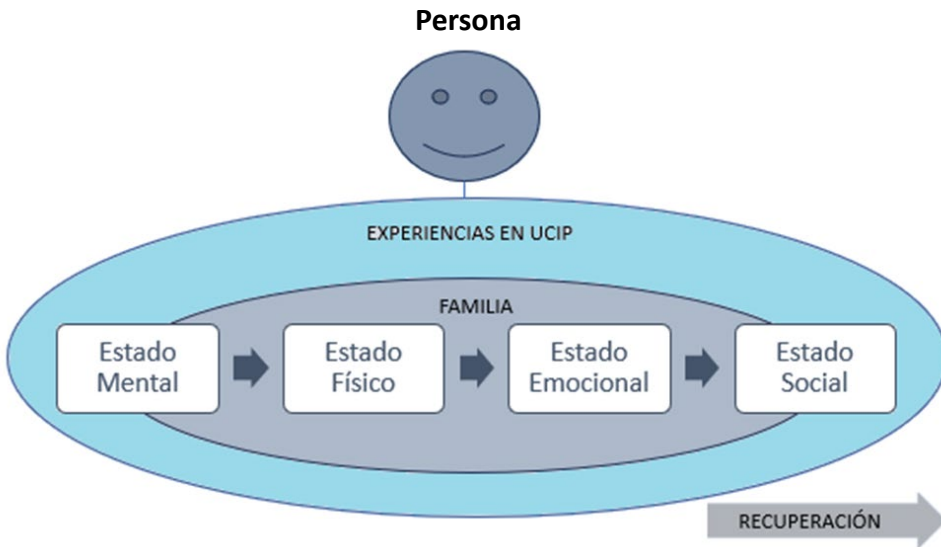 Persona
EXPERIENCIAS EN UCIP
FAMILIA
Estado
Mental
Estado
Físico
Estado
Emocional
Estado
Social
RECUPERACIÓN